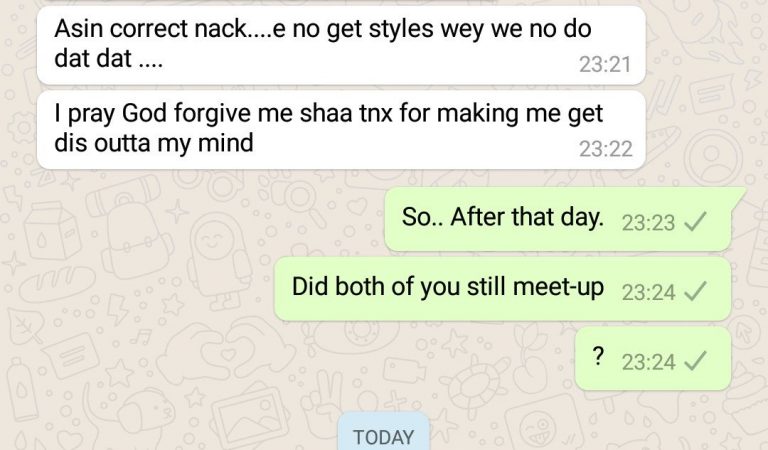 Asin correct nack....e no get styles wey we no do
dat dat ....
23:21
I pray God forgive me shaa tnx for making me get
dis outta my mind
23:22
So.. After that day. 23:23
Did both of you still meet-up 23:24
? 23:24
TODAY